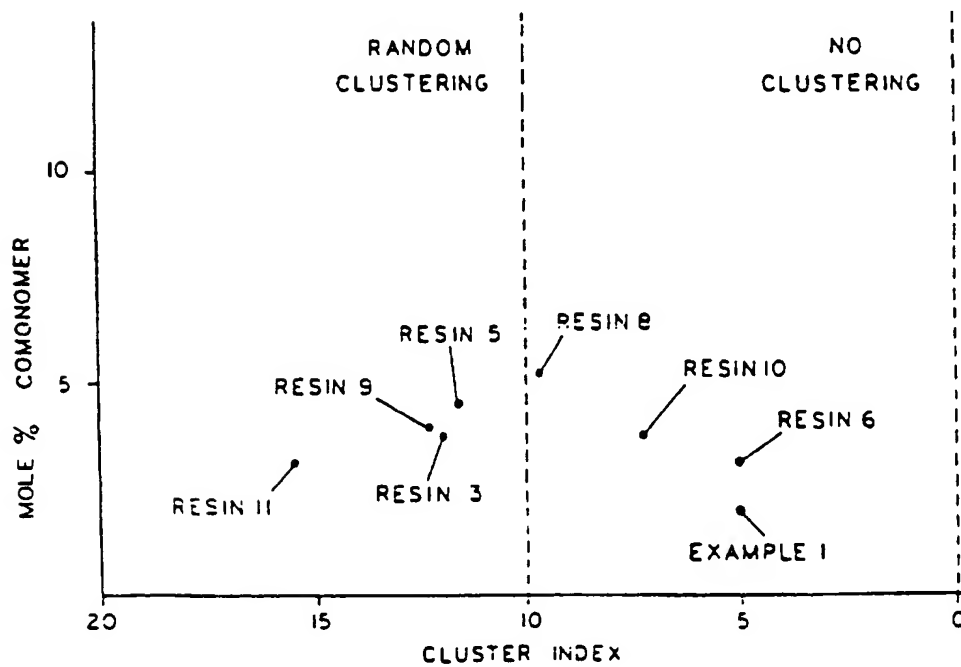 RANDOM
CLUSTERING
NO
CLUSTERING
10
5
MOLE % COMONOMER
RESIN 5
RESIN 8
RESIN 9
RESIN 10
RESIN 6
RESIN 11
RESIN 3
EXAMPLE 1
20
15
10
5
0
CLUSTER INDEX